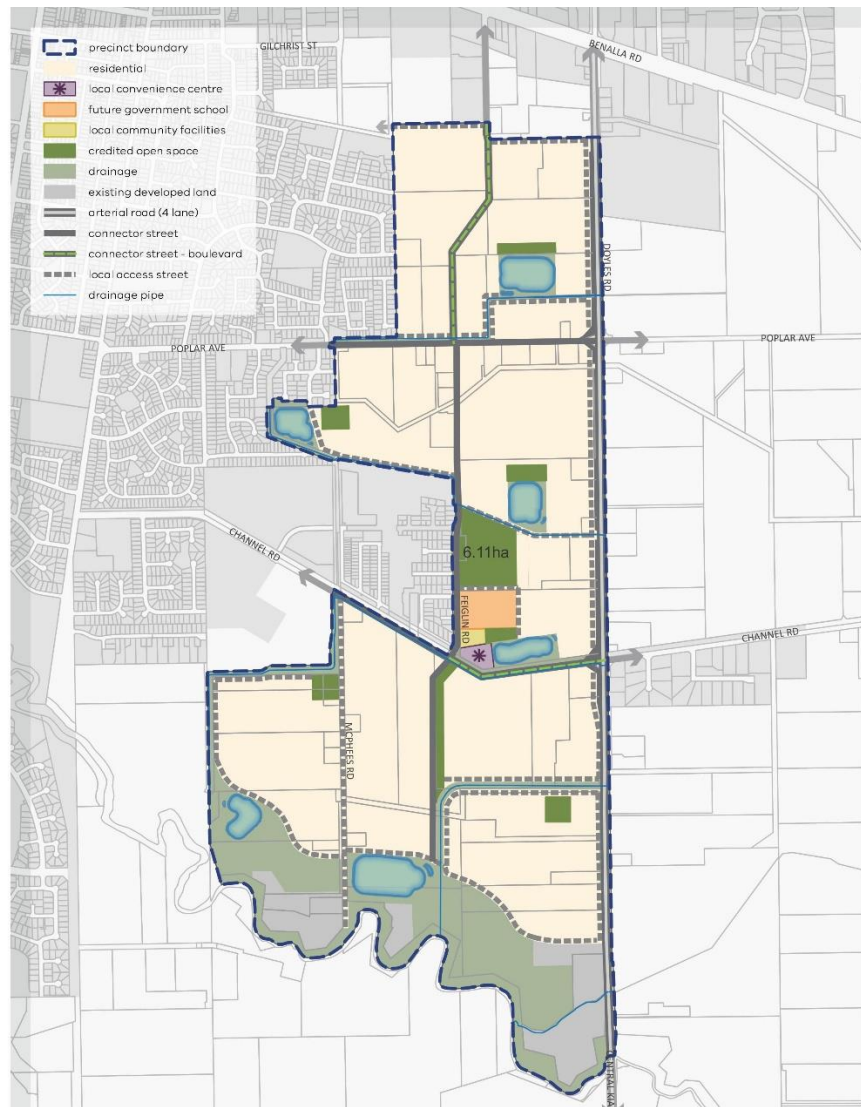 precinct boundary
residential
local convenience centre
future government school
local community facilities
credited open space
drainage
existing developed land
arterial road (4 lane)
connector street
connector street - boulevard
local access street
drainage pipe
GILCHRIST ST
BENALLA RD
DOYLES RD
POPLAR AVE
POPLAR AVE
CHANNEL RD
6.11ha
FEIGLIN RD
CHANNEL RD
MCPHEES RD